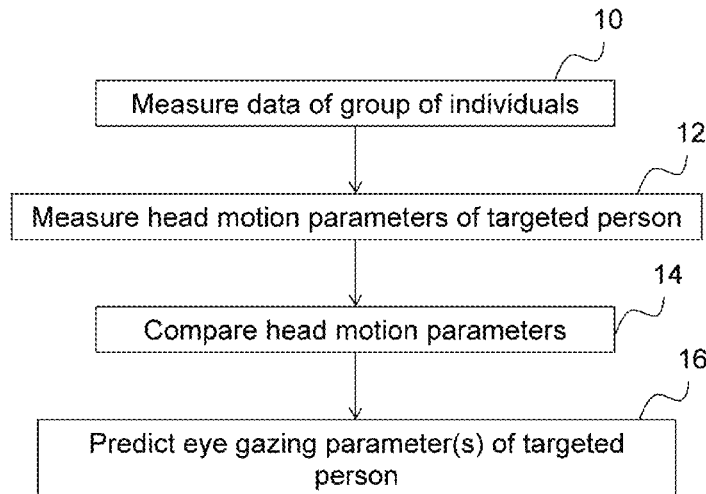 10
Measure data of group of individuals
12
Measure head motion parameters of targeted person
14
Compare head motion parameters
16
Predict eye gazing parameter(s) of targeted
person